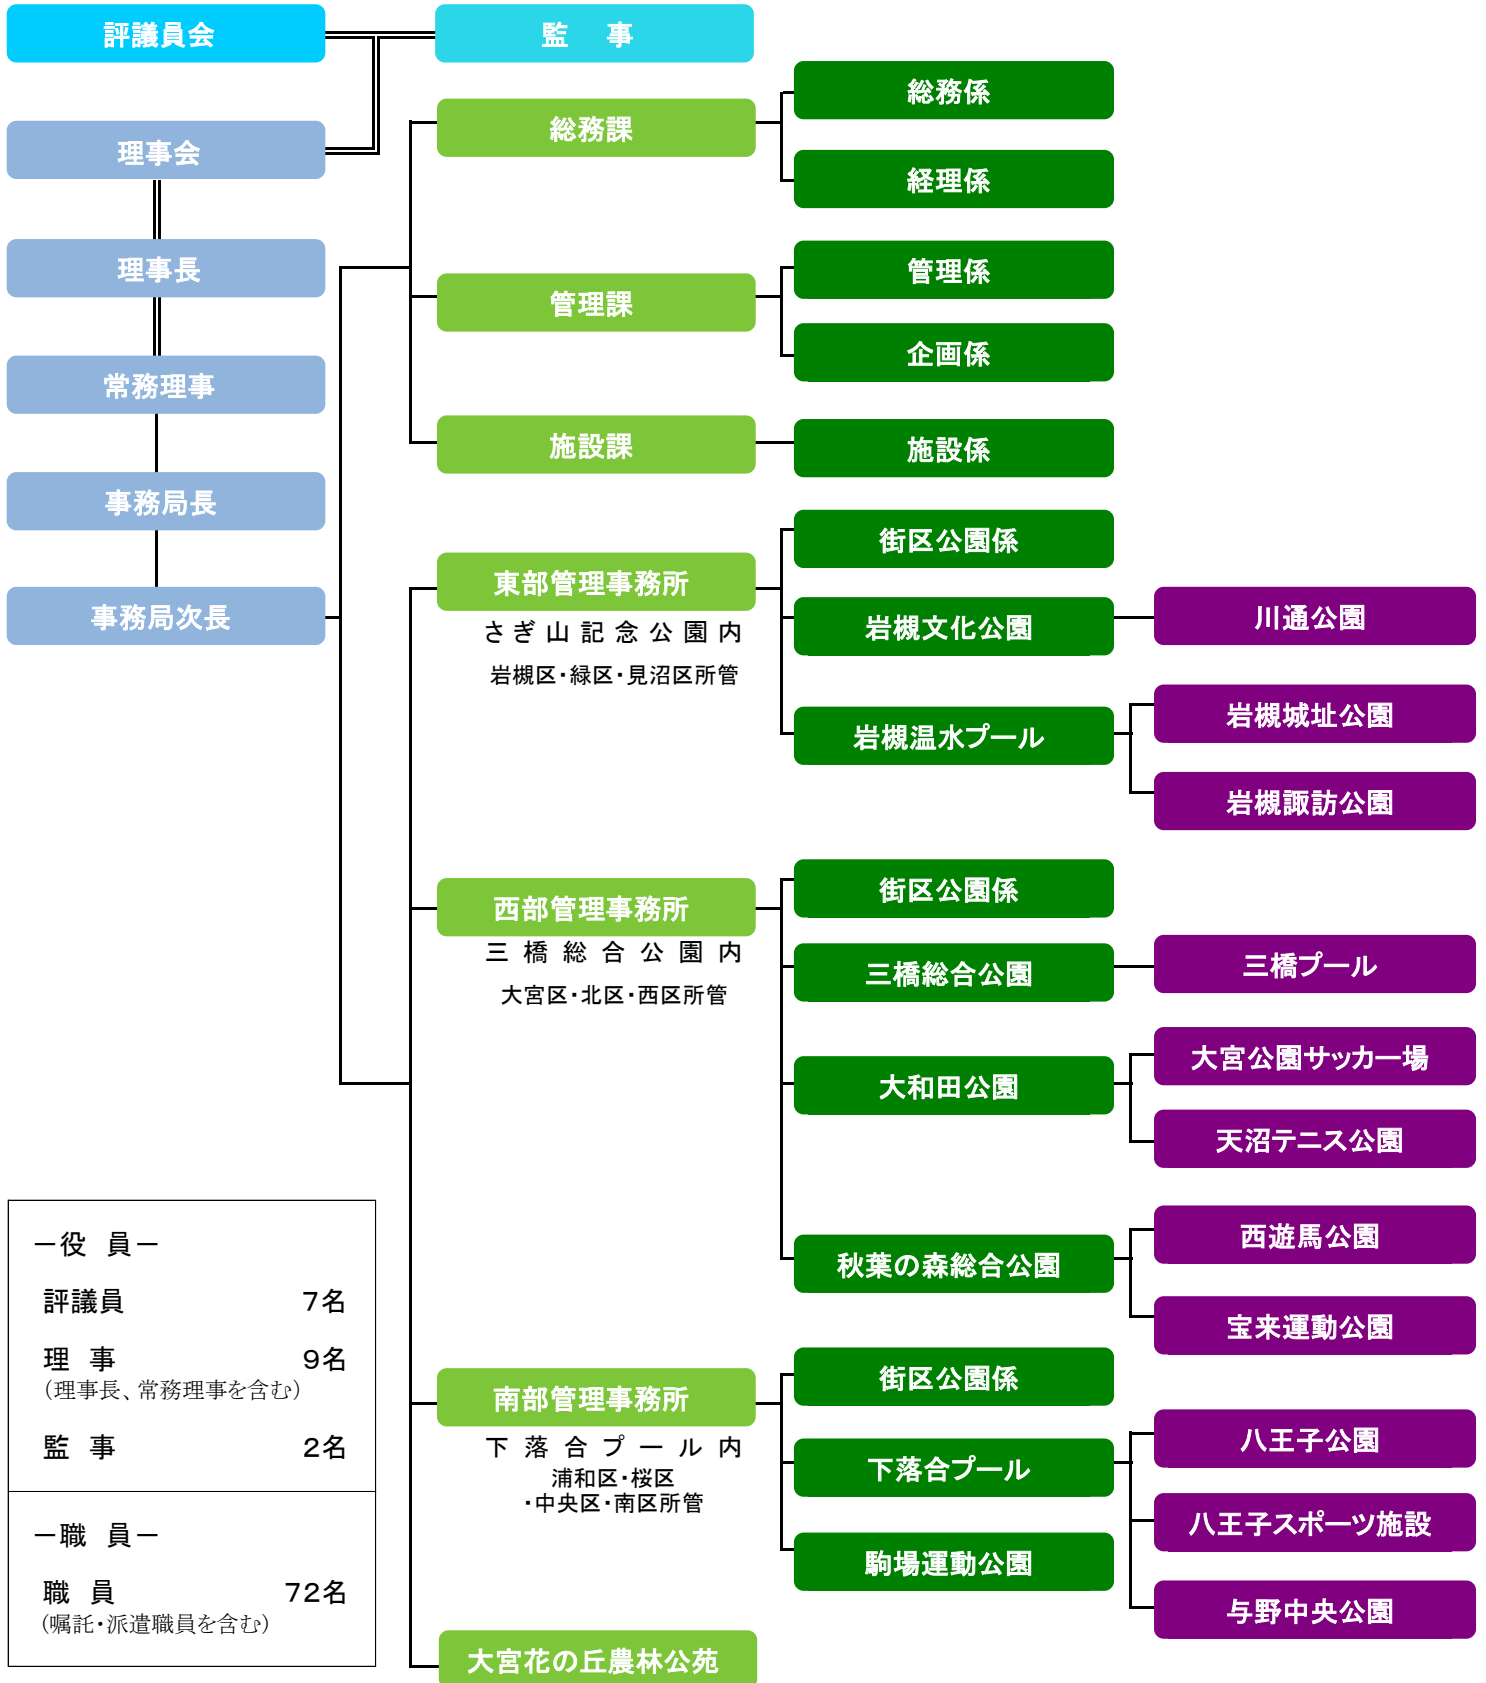 評議員会
監　事
理事会
理事長
常務理事
事務局長
事務局次長
総務課
総務係
経理係
管理課
管理係
企画係
施設課
施設係
東部管理事務所
さぎ山記念公園内
岩槻区・緑区・見沼区所管
街区公園係
岩槻文化公園
川通公園
岩槻温水プール
岩槻城址公園
岩槻諏訪公園
西部管理事務所
三橋総合公園内
大宮区・北区・西区所管
街区公園係
三橋総合公園
三橋プール
大和田公園
大宮公園サッカー場
天沼テニス公園
秋葉の森総合公園
西遊馬公園
宝来運動公園
南部管理事務所
下落合プール内
浦和区・桜区
・中央区・南区所管
街区公園係
下落合プール
八王子公園
八王子スポーツ施設
与野中央公園
駒場運動公園
大宮花の丘農林公苑
－役　員－
評議員　７名
理　事　９名
（理事長、常務理事を含む）
監　事　２名
－職　員－
職　員　７２名
（嘱託・派遣職員を含む）